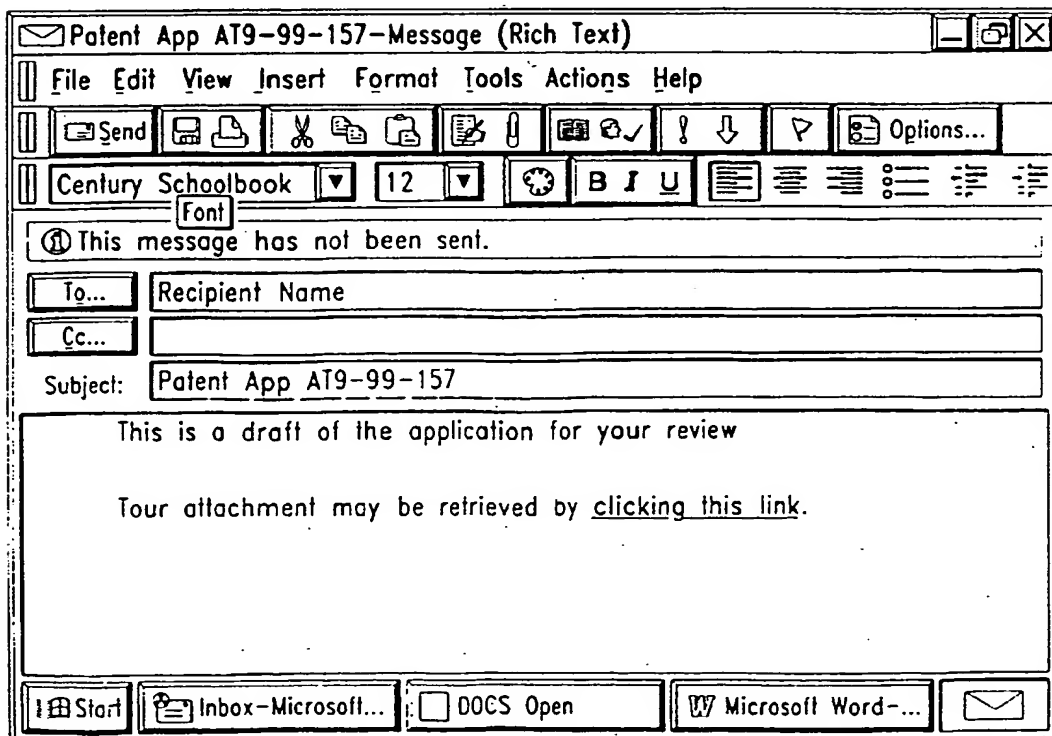 Patent App AT9-99-157-Message (Rich Text)
File Edit View Insert Format Tools Actions Help
Send Options...
Century Schoolbook 12 B I U
Font
This message has not been sent.
To... Recipient Name
Cc...
Subject: Patent App AT9-99-157
This is a draft of the application for your review
Tour attachment may be retrieved by clicking this link.
Start Inbox-Microsoft... DOCS Open W Microsoft Word-...